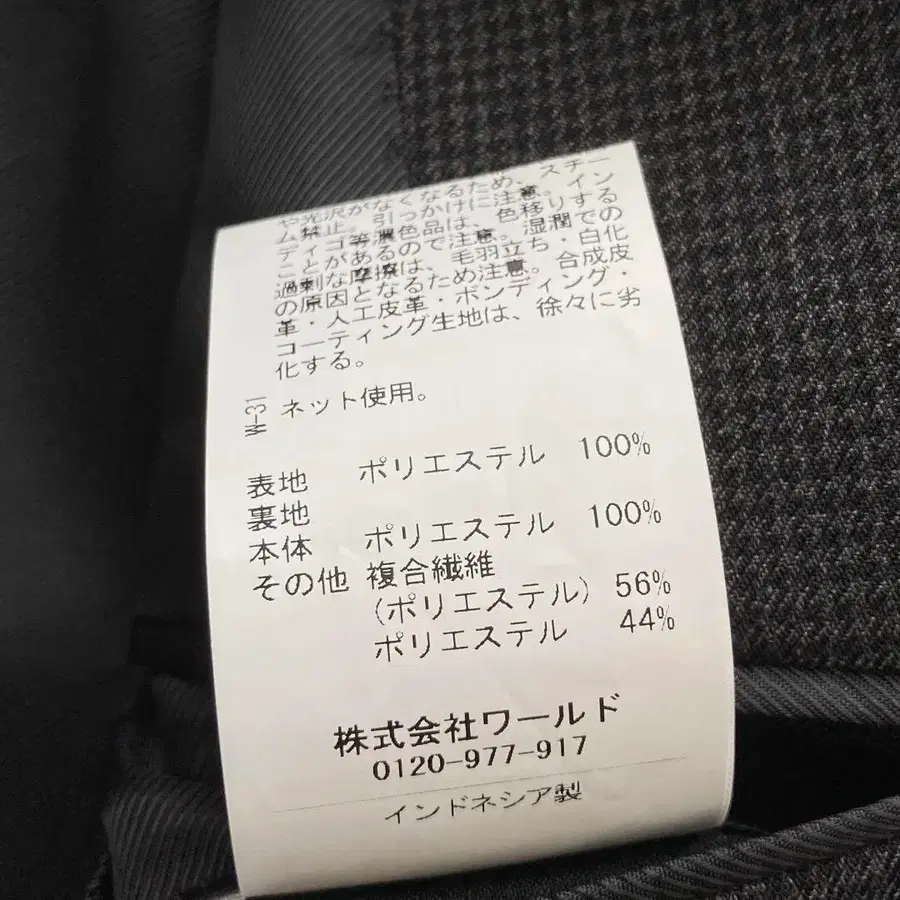 や光沢がなくなるため、スチー
ム禁止。引っかけに注意。イン
ディゴ等濃色品は、色移りする
ことがあるので注意。湿潤での
過剰な摩擦は、毛羽立ち・白化
の原因となるため注意。合成皮
革・人工皮革・ボンディング・
コーティング生地は、徐々に劣
化する。
W-31 ネット使用。
表地 ポリエステル 100%
裏地
本体 ポリエステル 100%
その他 複合繊維
(ポリエステル) 56%
ポリエステル 44%
株式会社ワールド
0120-977-917
インドネシア製